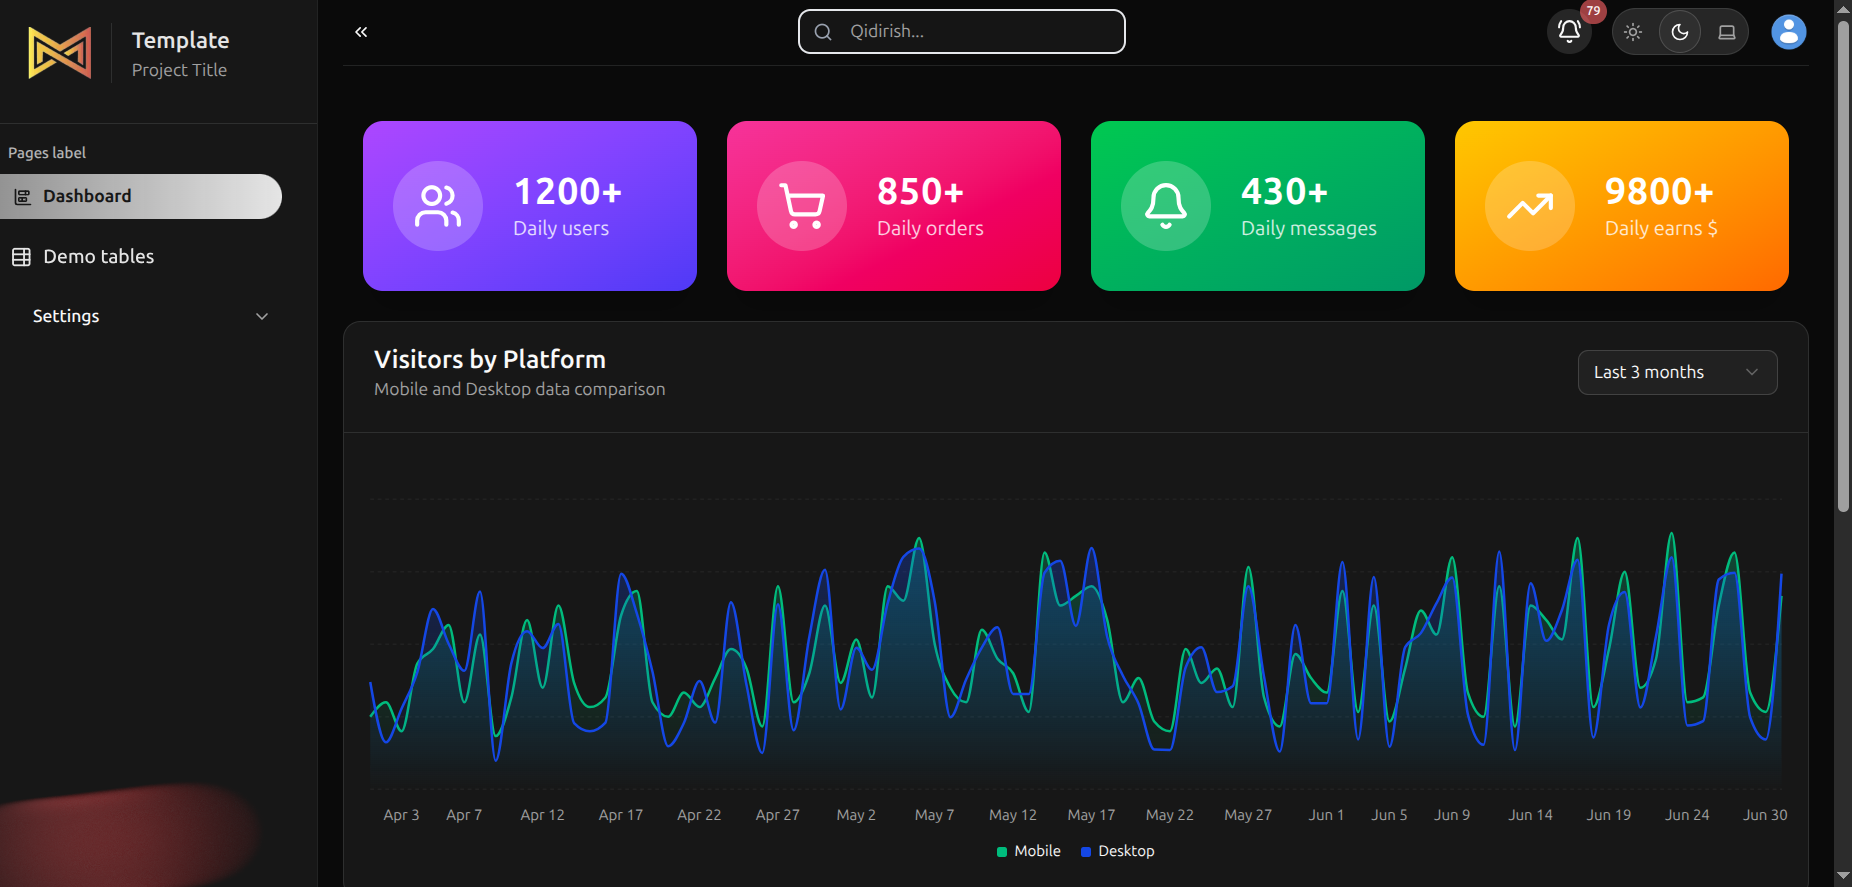 Template
Project Title
Pages label
Dashboard
Demo tables
Settings
Qidirish...
79
1200+
Daily users
850+
Daily orders
430+
Daily messages
9800+
Daily earns $
Visitors by Platform
Mobile and Desktop data comparison
Last 3 months
Apr 3 Apr 7 Apr 12 Apr 17 Apr 22 Apr 27 May 2 May 7 May 12 May 17 May 22 May 27 Jun 1 Jun 5 Jun 9 Jun 14 Jun 19 Jun 24 Jun 30
Mobile Desktop